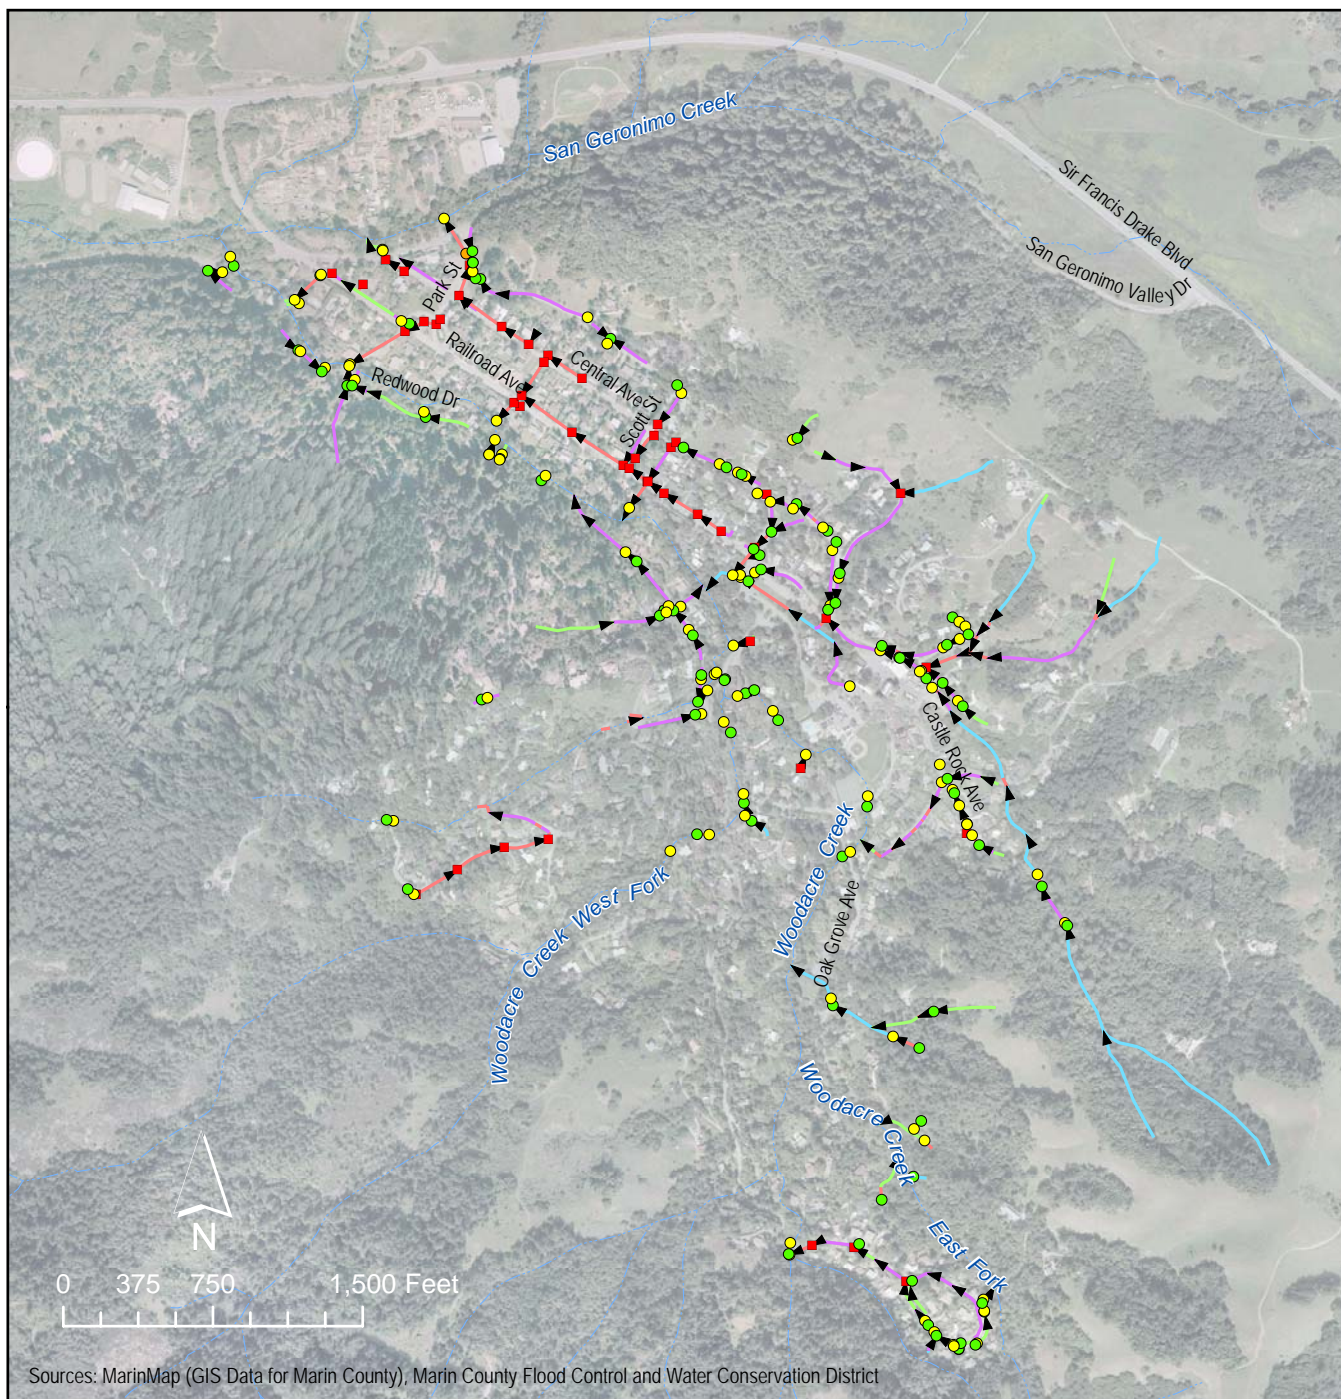 San Geronimo Creek
Sir Francis Drake Blvd
San Geronimo Valley Dr
Park St
Railroad Ave
Central Ave
Redwood Dr
Scott St
Castle Rock Ave
Woodacre Creek
Woodacre Creek West Fork
Oak Grove Ave
Woodacre Creek
East Fork
N
0 375 750 1,500 Feet
Sources: MarinMap (GIS Data for Marin County), Marin County Flood Control and Water Conservation District